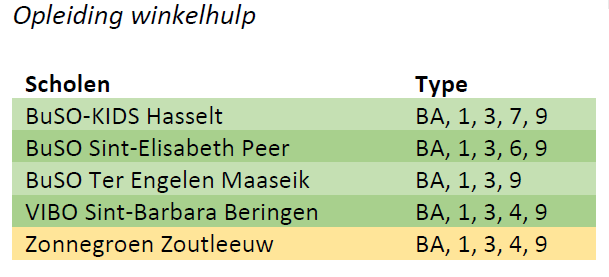 Opleiding winkelhulp
Scholen Type
BuSO-KIDS Hasselt BA, 1, 3, 7, 9
BuSO Sint-Elisabeth Peer BA, 1, 3, 6, 9
BuSO Ter Engelen Maaseik BA, 1, 3, 9
VIBO Sint-Barbara Beringen BA, 1, 3, 4, 9
Zonnegroen Zoutleeuw BA, 1, 3, 4, 9